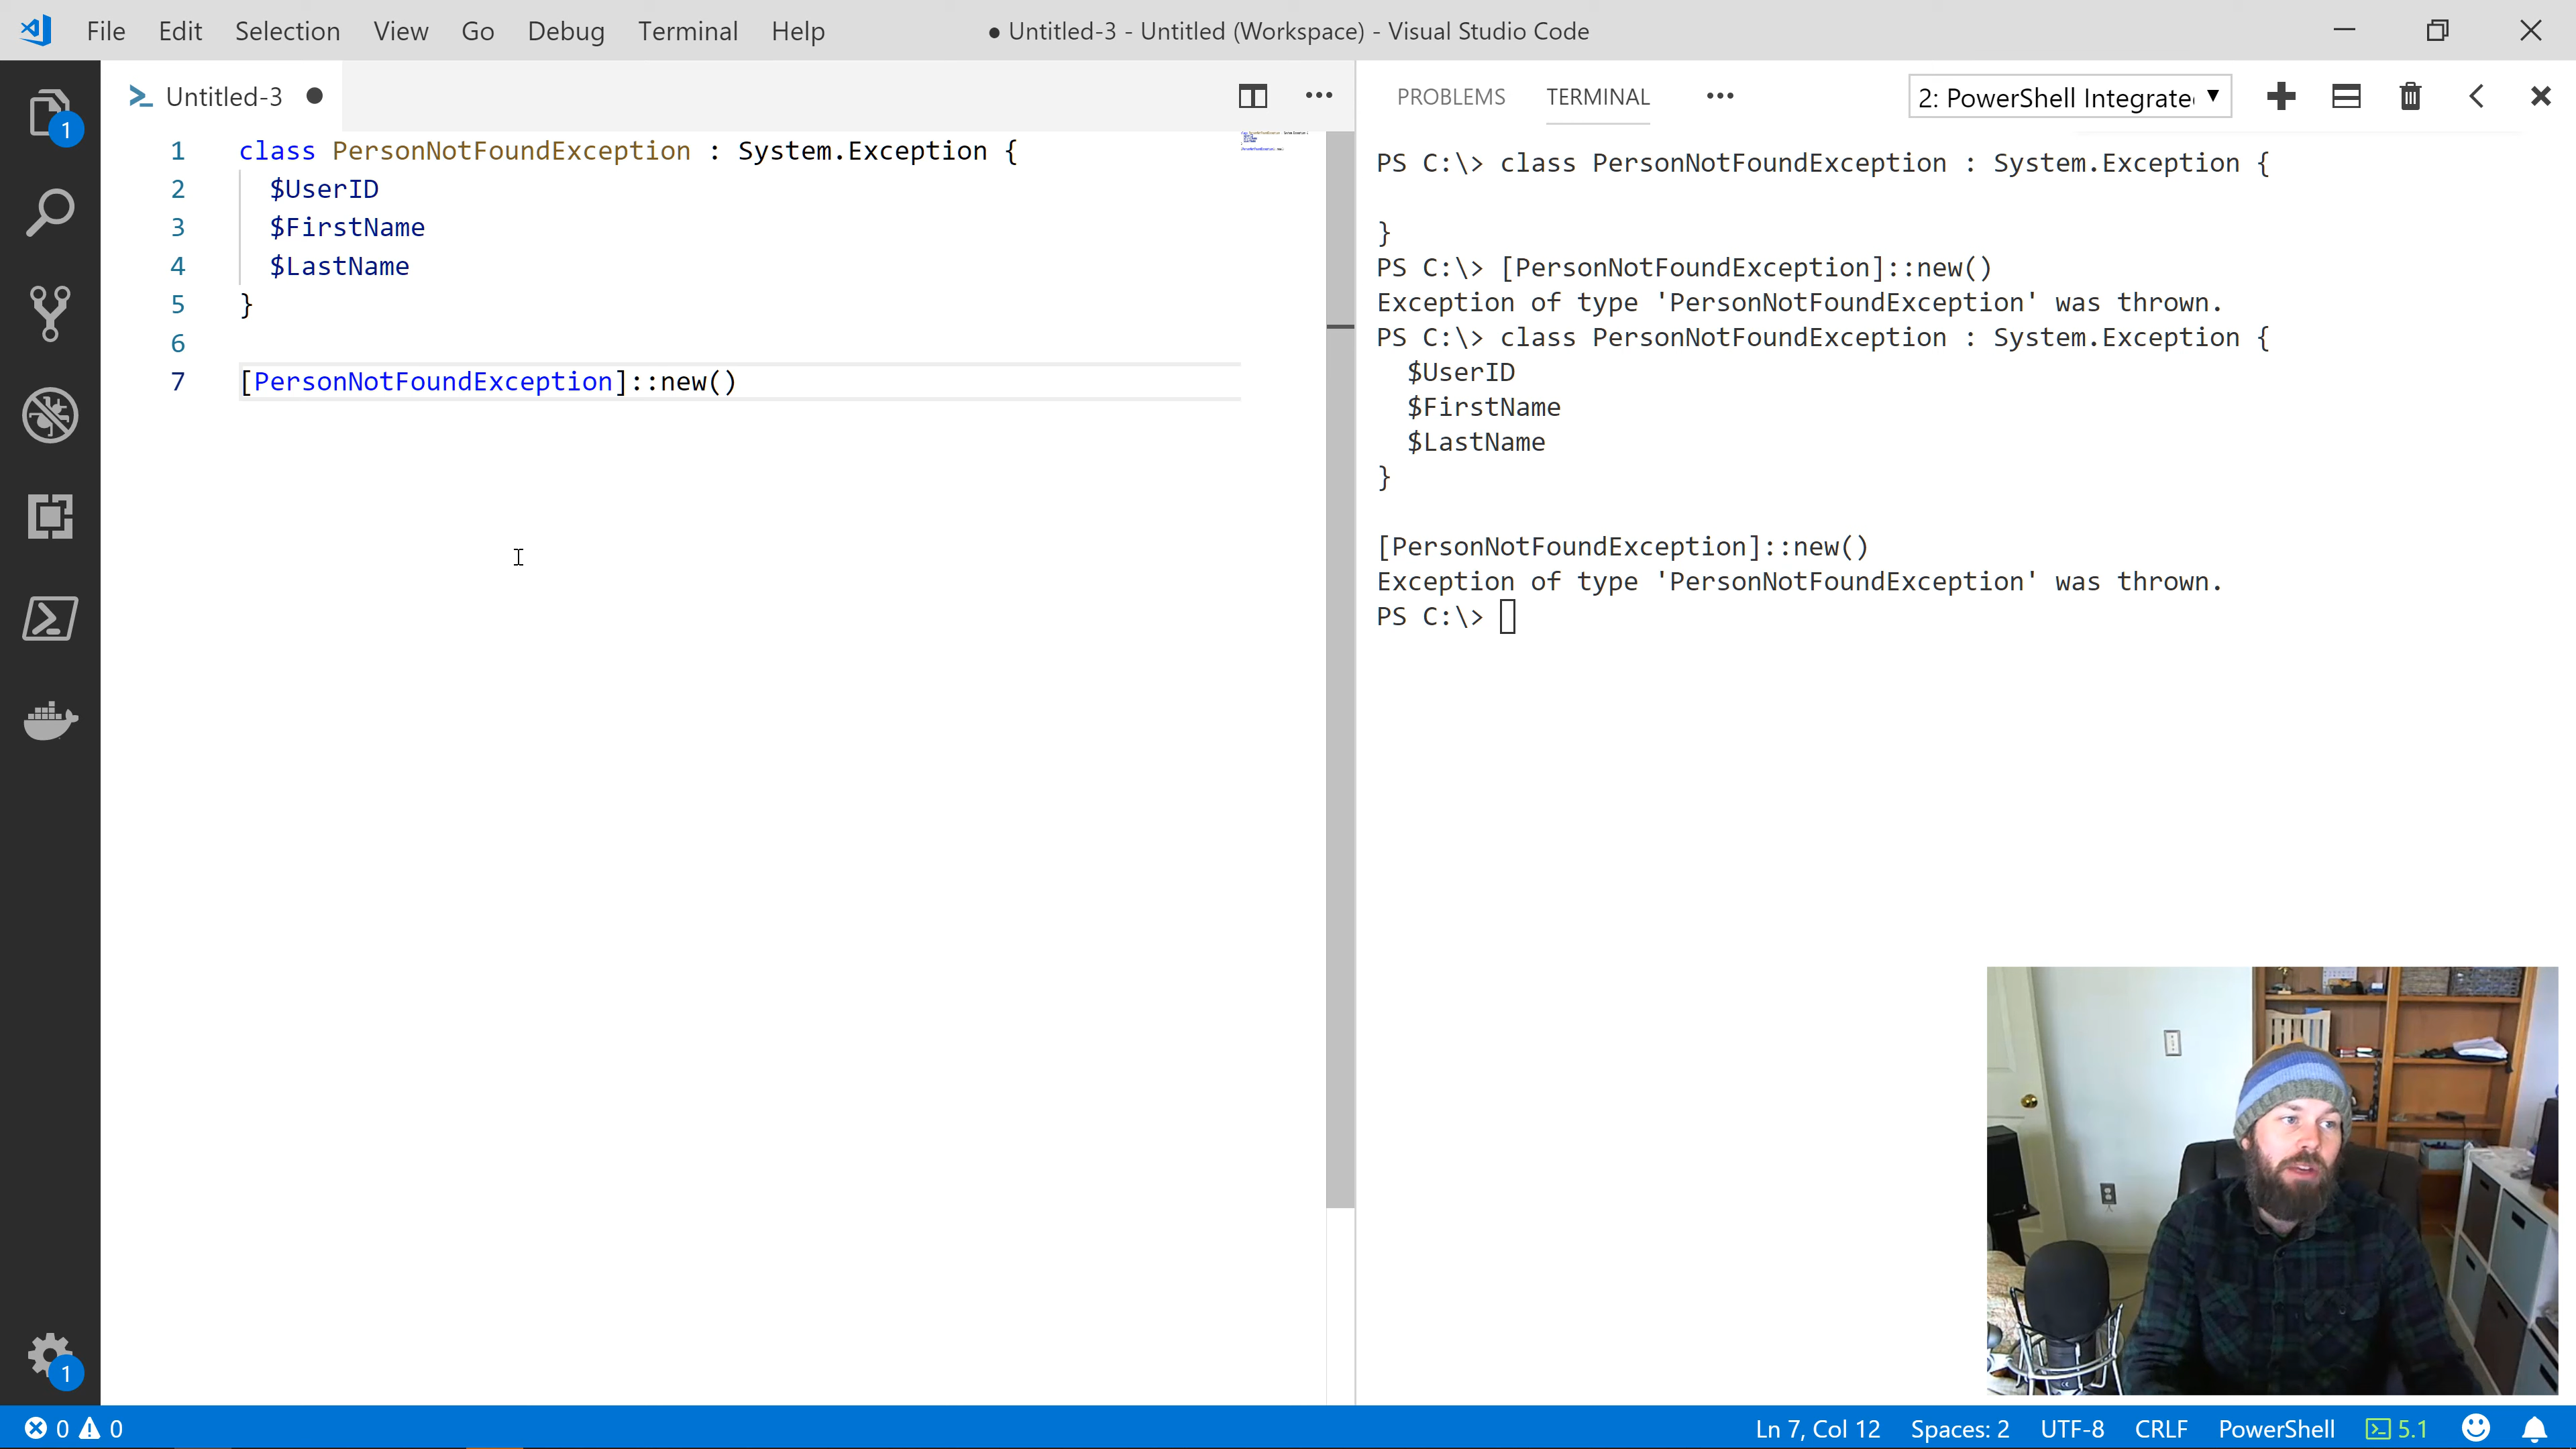 File Edit Selection View Go Debug Terminal Help ● Untitled-3 - Untitled (Workspace) - Visual Studio Code
Untitled-3
1 class PersonNotFoundException : System.Exception {
2 $UserID
3 $FirstName
4 $LastName
5 }
6
7 [PersonNotFoundException]::new()
PROBLEMS TERMINAL ••• 2: PowerShell Integrate
PS C:\> class PersonNotFoundException : System.Exception {
}
PS C:\> [PersonNotFoundException]::new()
Exception of type 'PersonNotFoundException' was thrown.
PS C:\> class PersonNotFoundException : System.Exception {
$UserID
$FirstName
$LastName
}
[PersonNotFoundException]::new()
Exception of type 'PersonNotFoundException' was thrown.
PS C:\>
1
1
0 0 Ln 7, Col 12 Spaces: 2 UTF-8 CRLF PowerShell 5.1